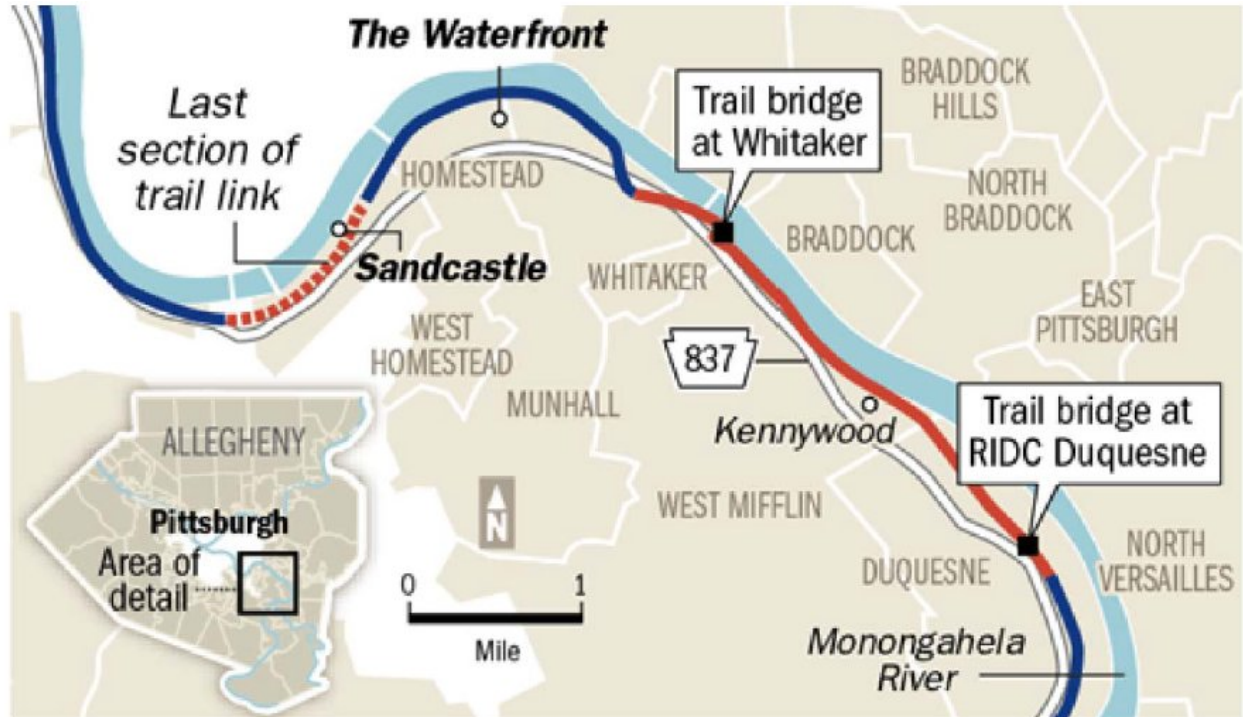 The Waterfront
Last
section of
trail link
HOMESTEAD
Sandcastle
Trail bridge
at Whitaker
BRADDOCK
HILLS
NORTH
BRADDOCK
BRADDOCK
WHITAKER
EAST
PITTSBURGH
WEST
HOMESTEAD
837
MUNHALL
Kennywood
Trail bridge at
RIDC Duquesne
WEST MIFFLIN
DUQUESNE
NORTH
VERSAILLES
Monongahela
River
ALLEGHENY
Pittsburgh
Area of
detail
N
0 1
Mile